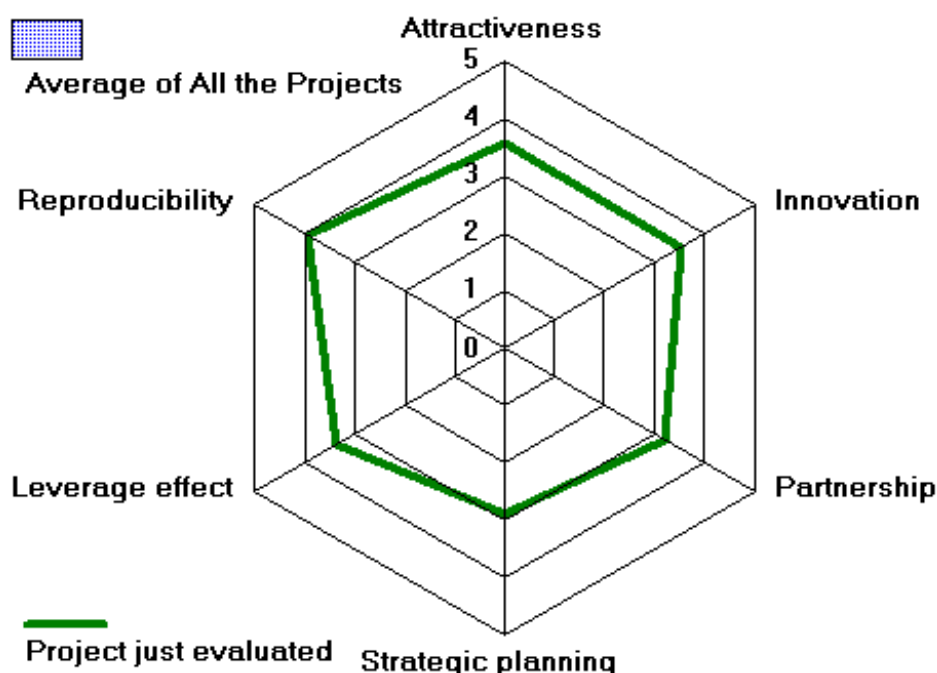 Attractiveness
Average of All the Projects
5
4
3
2
1
0
Reproducibility
Innovation
Leverage effect
Partnership
Project just evaluated
Strategic planning